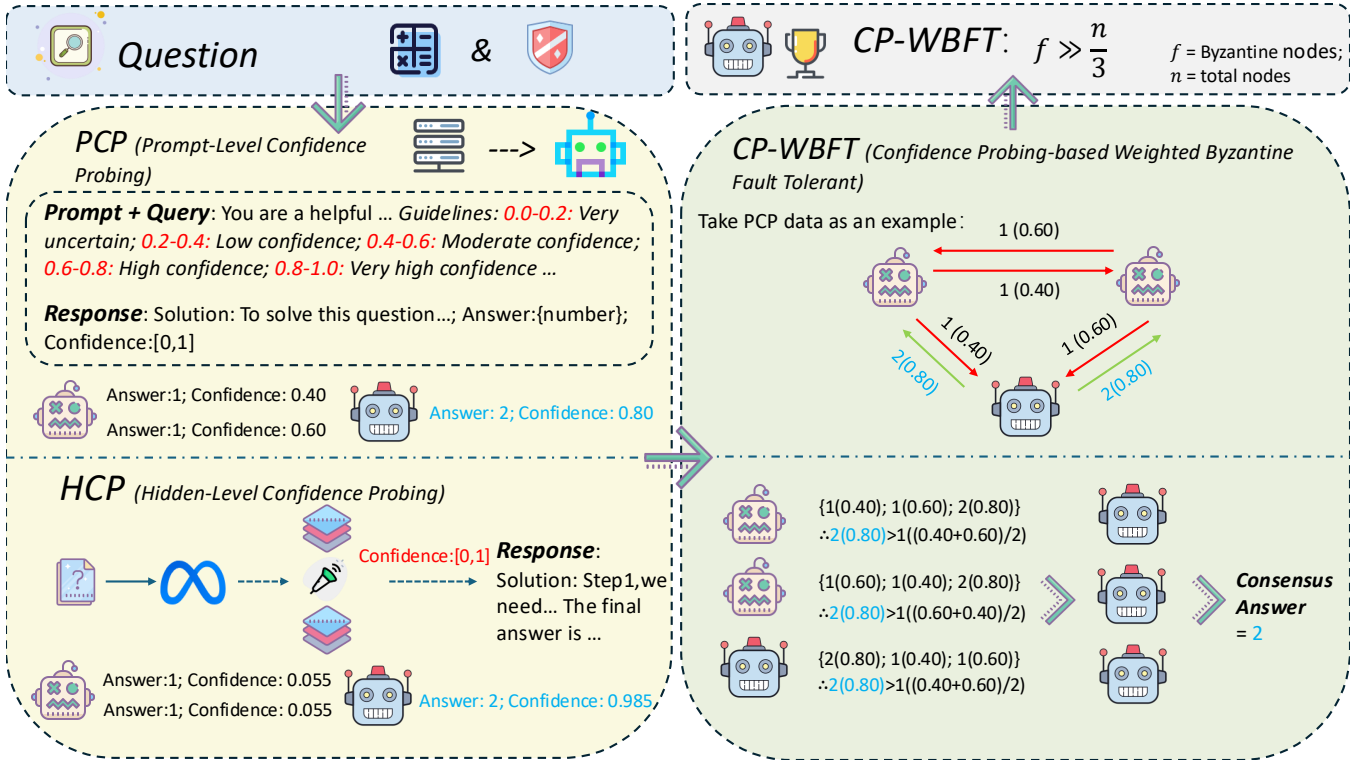 Question
&
PCP (Prompt-Level Confidence
Probing)
--->
Prompt + Query: You are a helpful … Guidelines: 0.0-0.2: Very
uncertain; 0.2-0.4: Low confidence; 0.4-0.6: Moderate confidence;
0.6-0.8: High confidence; 0.8-1.0: Very high confidence …
Response: Solution: To solve this question…; Answer:{number};
Confidence:[0,1]
Answer:1; Confidence: 0.40
Answer:1; Confidence: 0.60
Answer: 2; Confidence: 0.80
HCP (Hidden-Level Confidence Probing)
?
Confidence:[0,1]
Response:
Solution: Step1,we
need… The final
answer is …
Answer:1; Confidence: 0.055
Answer:1; Confidence: 0.055
Answer: 2; Confidence: 0.985
CP-WBFT: f ≫ n/3
f = Byzantine nodes;
n = total nodes
CP-WBFT (Confidence Probing-based Weighted Byzantine
Fault Tolerant)
Take PCP data as an example:
1 (0.60)
1 (0.40)
1 (0.40)
1 (0.60)
2(0.80)
2(0.80)
{1(0.40); 1(0.60); 2(0.80)}
∴2(0.80)>1((0.40+0.60)/2)
{1(0.60); 1(0.40); 2(0.80)}
∴2(0.80)>1((0.60+0.40)/2)
{2(0.80); 1(0.40); 1(0.60)}
∴2(0.80)>1((0.40+0.60)/2)
Consensus
Answer
= 2